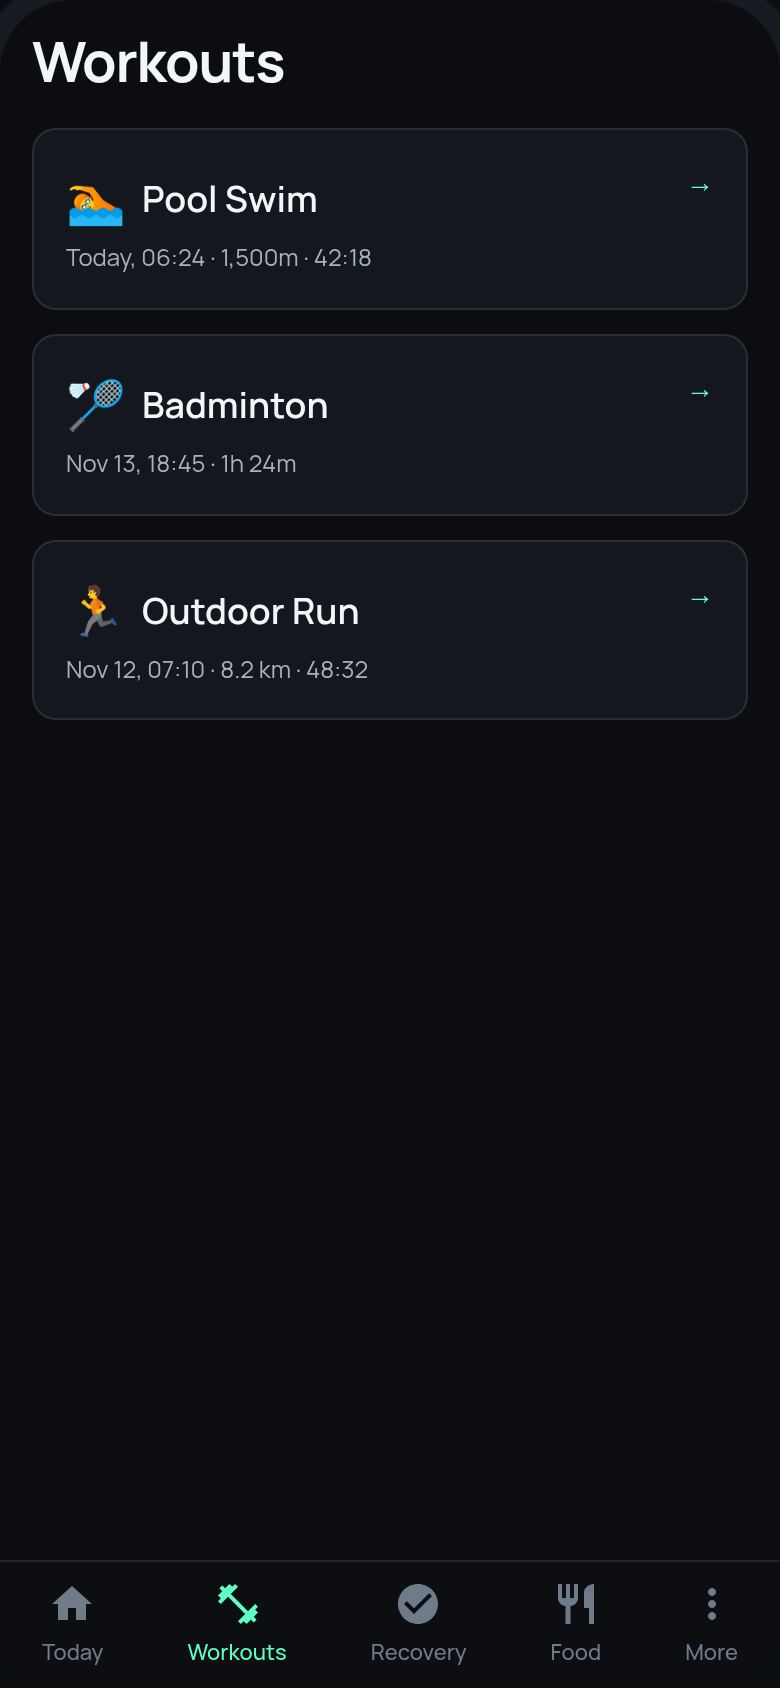 Workouts
Pool Swim
→
Today, 06:24 · 1,500m · 42:18
Badminton
→
Nov 13, 18:45 · 1h 24m
Outdoor Run
→
Nov 12, 07:10 · 8.2 km · 48:32
Today
Workouts
Recovery
Food
More